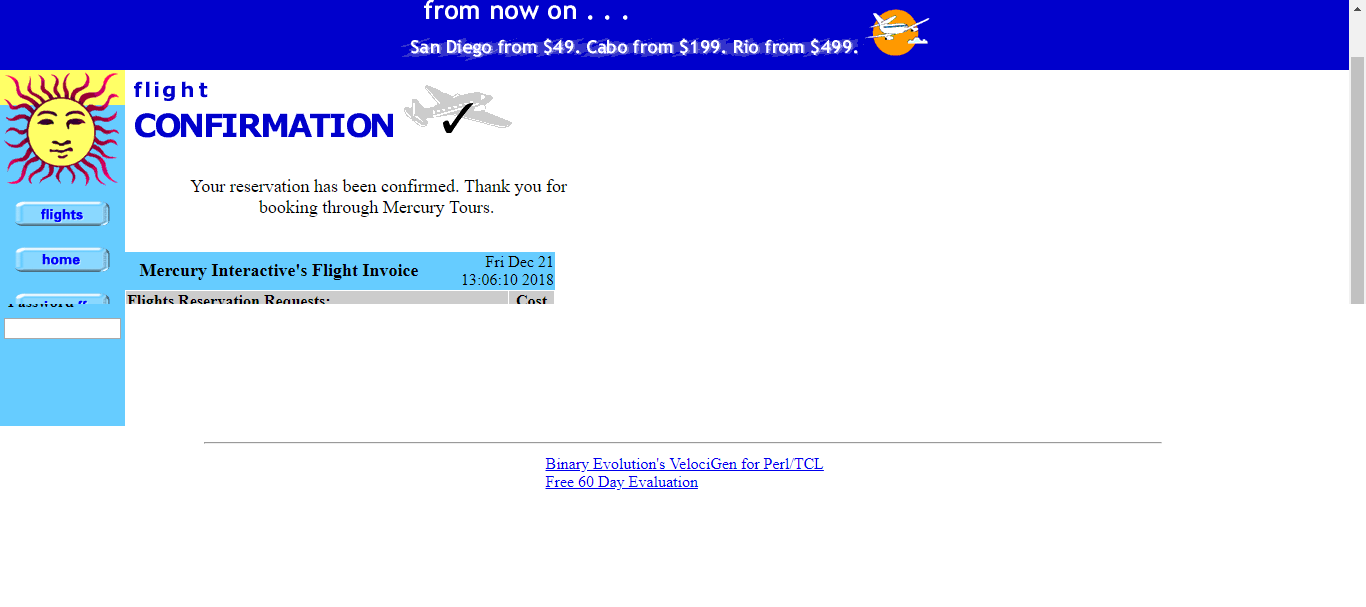 from now on . . .
San Diego from $49. Cabo from $199. Rio from $499.
flight
CONFIRMATION
Your reservation has been confirmed. Thank you for
booking through Mercury Tours.
flights
home
Mercury Interactive's Flight Invoice
Fri Dec 21
13:06:10 2018
Flights Reservation Requests:
Cost
Password
Binary Evolution's VelociGen for Perl/TCL
Free 60 Day Evaluation